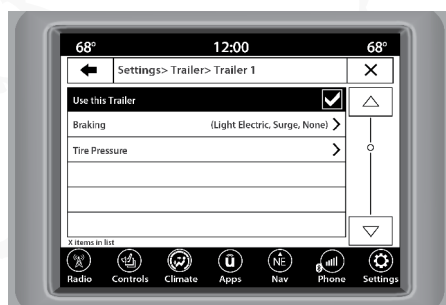 68° 12:00 68°
Settings> Trailer> Trailer 1
Use this Trailer
Braking (Light Electric, Surge, None)
Tire Pressure
X items in list
NE
Radio Controls Climate Apps Nav Phone Settings